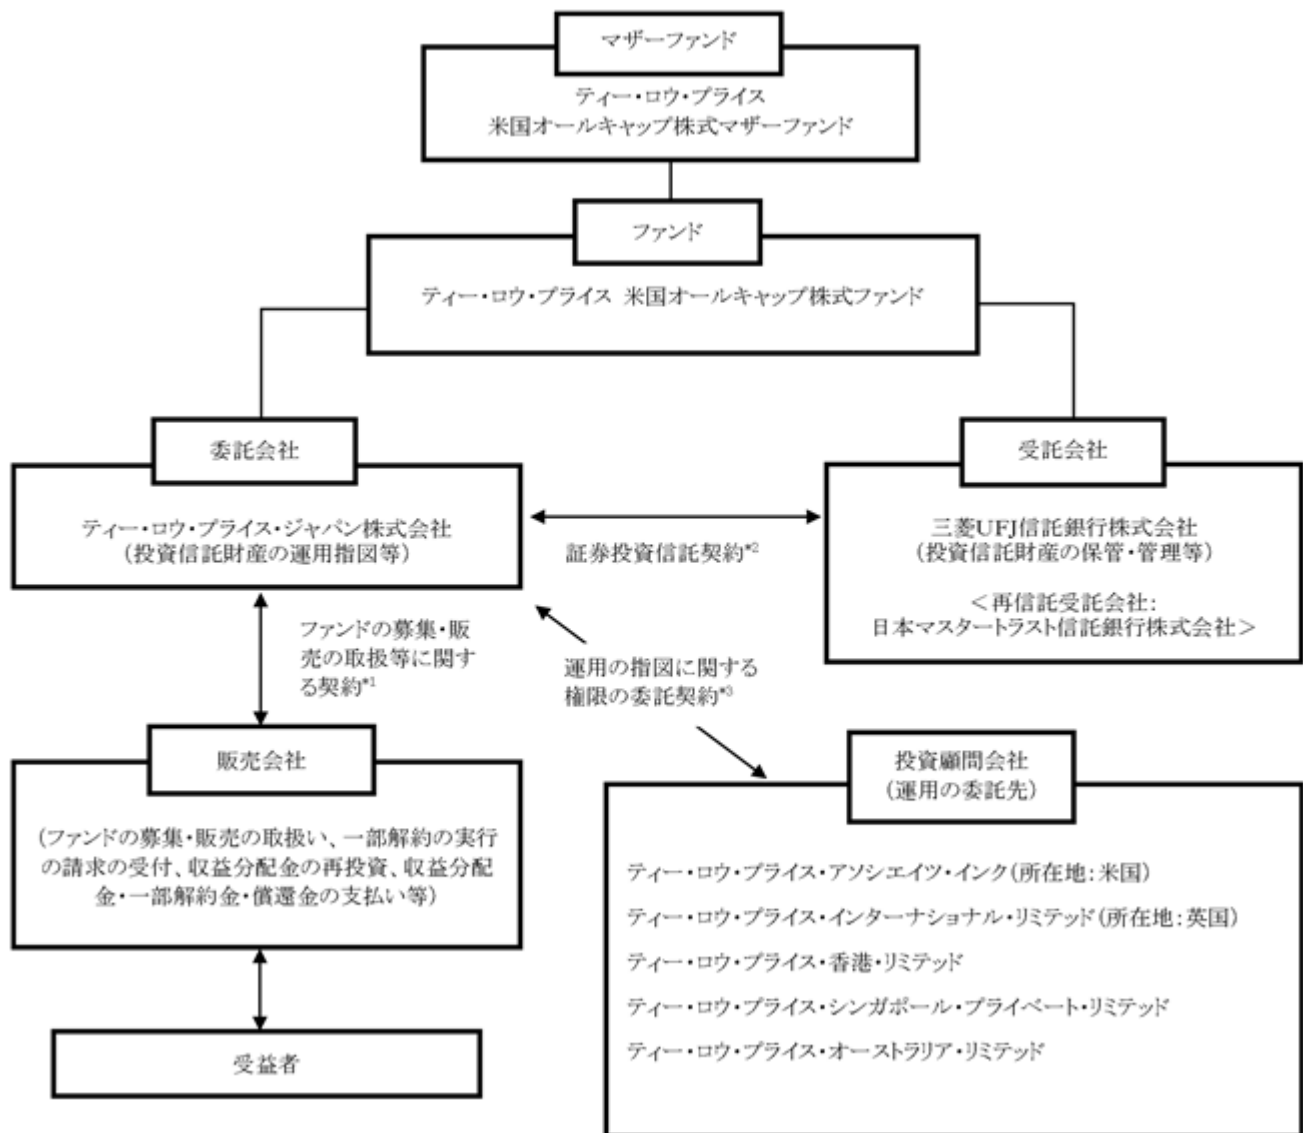 マザーファンド
ティー・ロウ・プライス
米国オールキャップ株式マザーファンド
ファンド
ティー・ロウ・プライス 米国オールキャップ株式ファンド
委託会社
ティー・ロウ・プライス・ジャパン株式会社
(投資信託財産の運用指図等)
証券投資信託契約*2
受託会社
三菱UFJ信託銀行株式会社
(投資信託財産の保管・管理等)
＜再信託受託会社:
日本マスタートラスト信託銀行株式会社＞
ファンドの募集・販
売の取扱等に関す
る契約*1
運用の指図に関する
権限の委託契約*3
販売会社
(ファンドの募集・販売の取扱い、一部解約の実行
の請求の受付、収益分配金の再投資、収益分配
金・一部解約金・償還金の支払い等)
投資顧問会社
(運用の委託先)
ティー・ロウ・プライス・アソシエイツ・インク(所在地:米国)
ティー・ロウ・プライス・インターナショナル・リミテッド(所在地:英国)
ティー・ロウ・プライス・香港・リミテッド
ティー・ロウ・プライス・シンガポール・プライベート・リミテッド
ティー・ロウ・プライス・オーストラリア・リミテッド
受益者